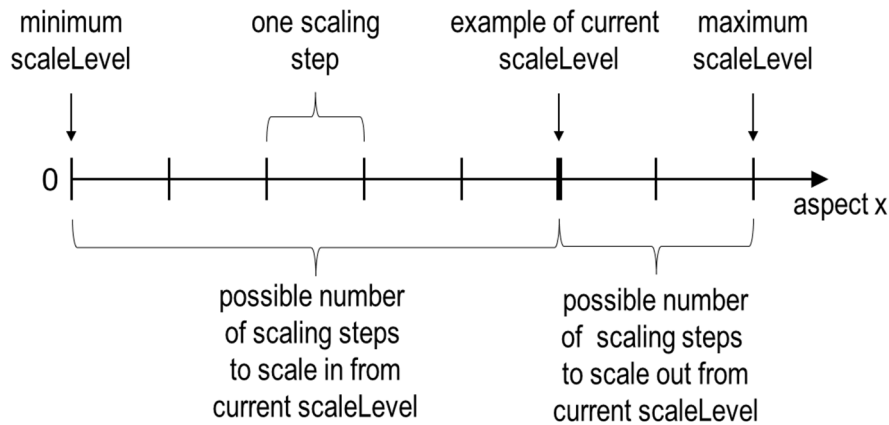 minimum
scaleLevel
one scaling
step
example of current
scaleLevel
maximum
scaleLevel
0
aspect x
possible number
of scaling steps
to scale in from
current scaleLevel
possible number
of scaling steps
to scale out from
current scaleLevel